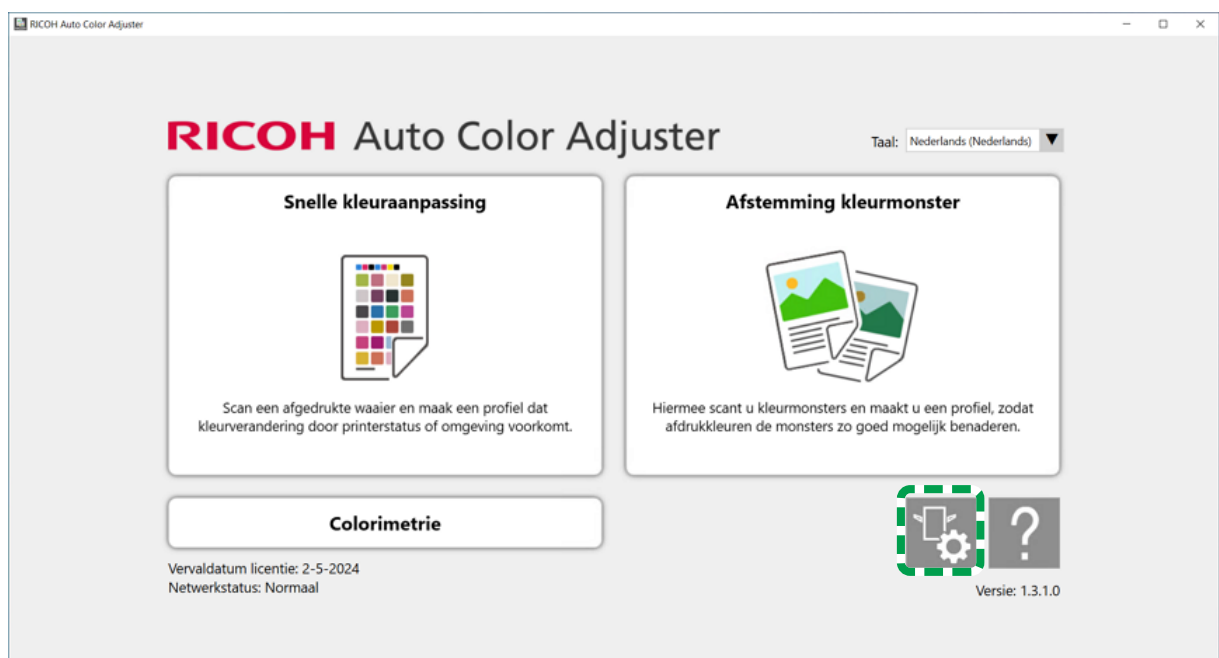 RICOH Auto Color Adjuster
RICOH Auto Color Adjuster
Taal: Nederlands (Nederlands)
Snelle kleuraanpassing
Scan een afgedrukte waaier en maak een profiel dat
kleurverandering door printerstatus of omgeving voorkomt.
Afstemming kleurmonster
Hiermee scant u kleurmonsters en maakt u een profiel, zodat
afdrukkleuren de monsters zo goed mogelijk benaderen.
Colorimetrie
?
Vervaldatum licentie: 2-5-2024
Netwerkstatus: Normaal
Versie: 1.3.1.0